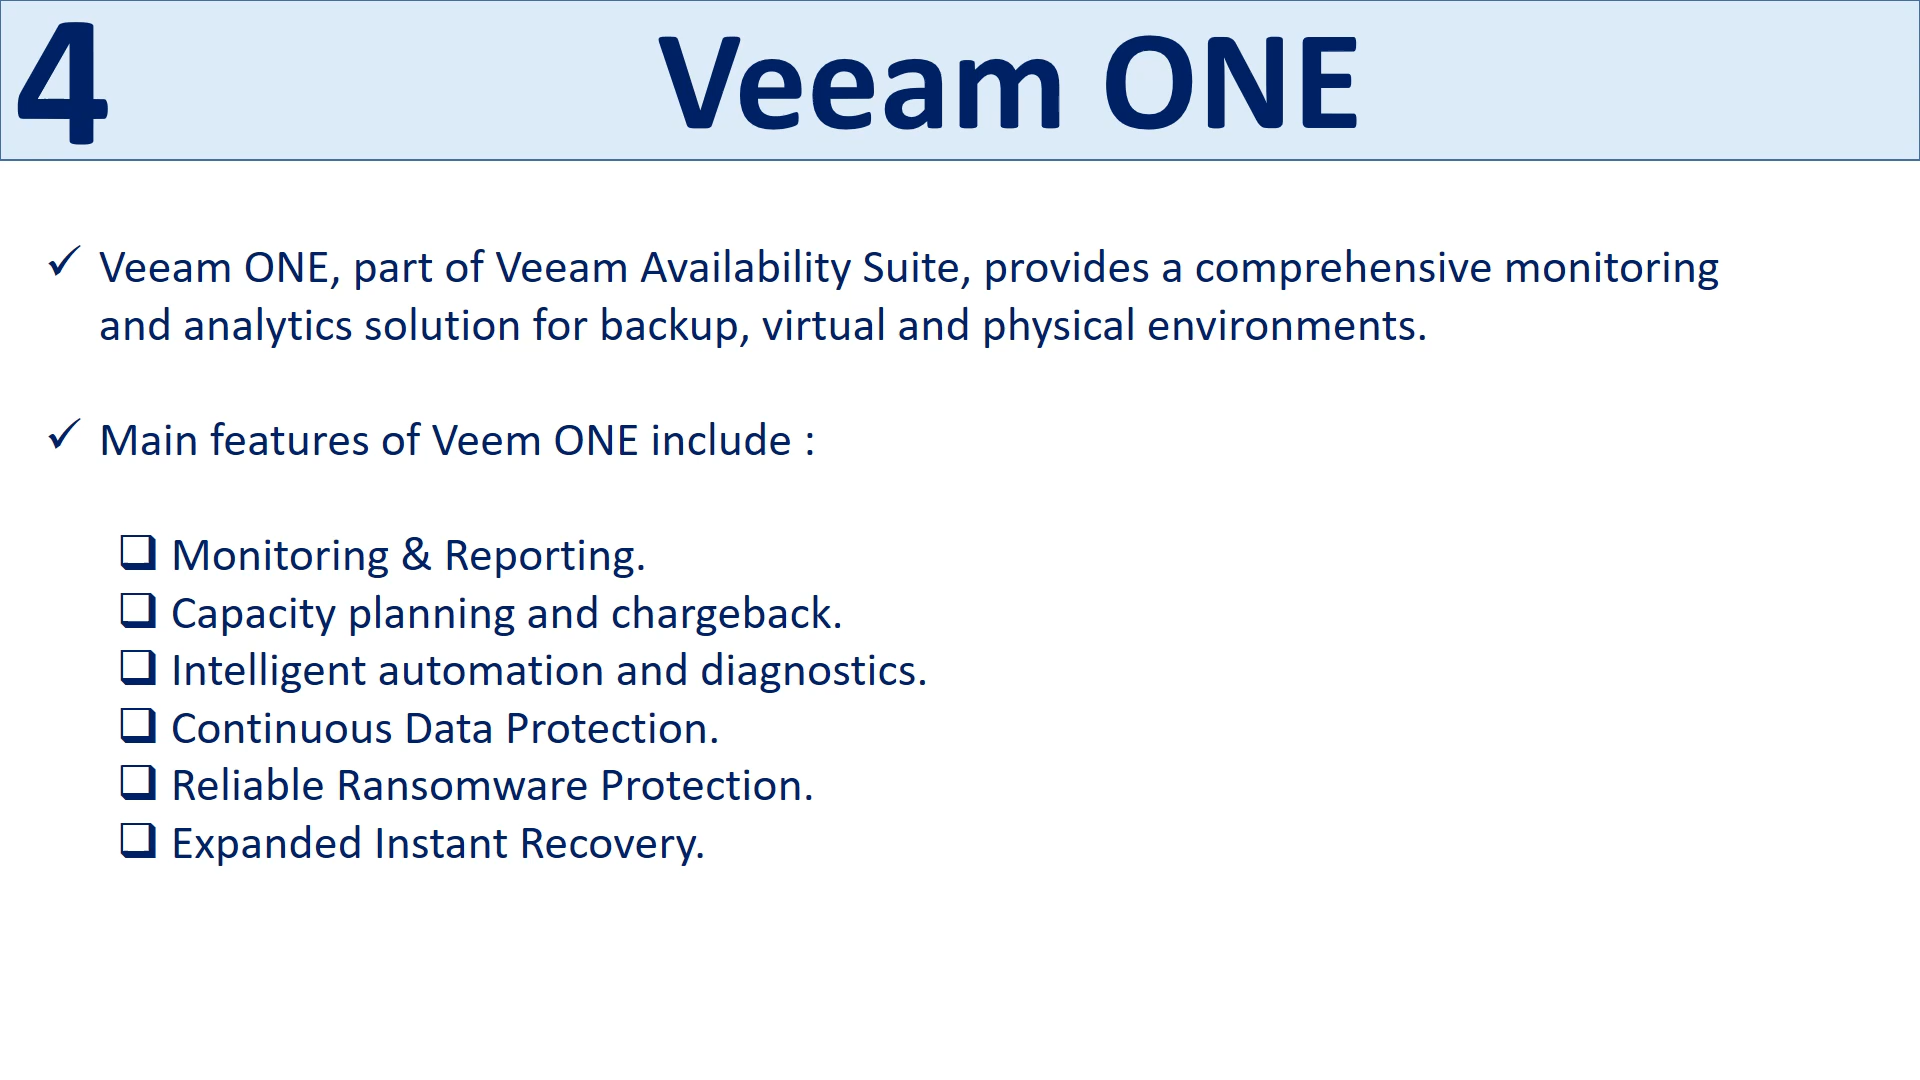 4
Veeam ONE
✓ Veeam ONE, part of Veeam Availability Suite, provides a comprehensive monitoring
and analytics solution for backup, virtual and physical environments.
✓ Main features of Veem ONE include :
❑ Monitoring & Reporting.
❑ Capacity planning and chargeback.
❑ Intelligent automation and diagnostics.
❑ Continuous Data Protection.
❑ Reliable Ransomware Protection.
❑ Expanded Instant Recovery.